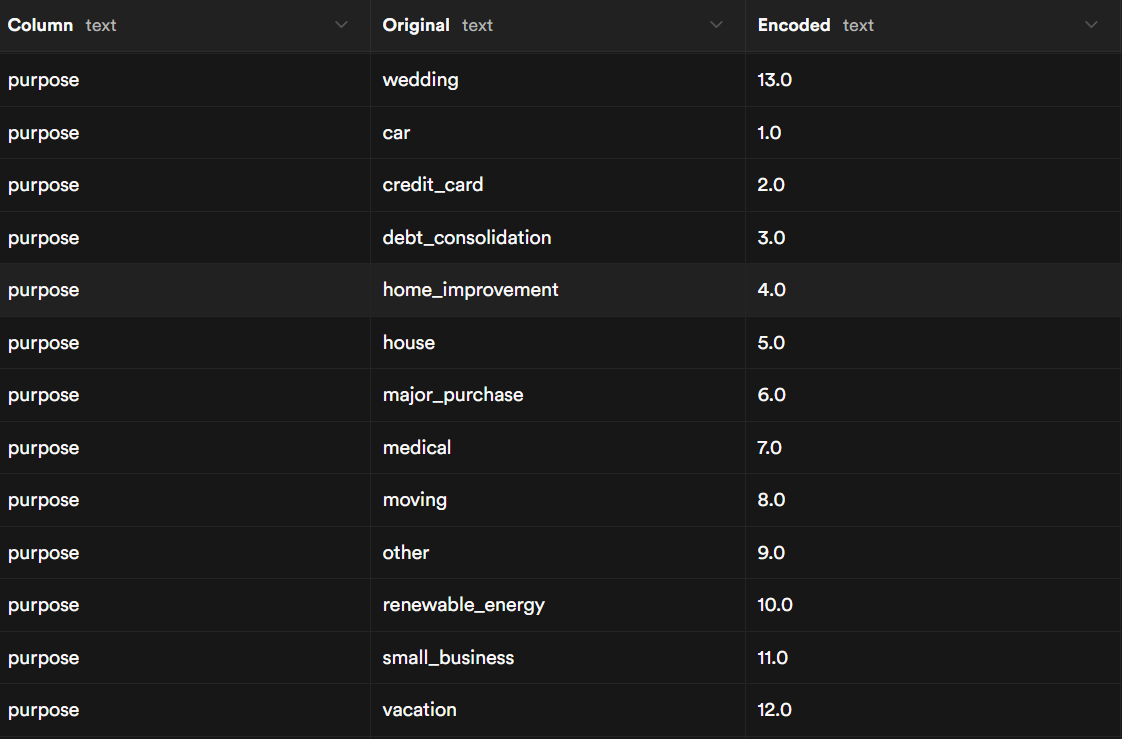 Column text Original text Encoded text
purpose wedding 13.0
purpose car 1.0
purpose credit_card 2.0
purpose debt_consolidation 3.0
purpose home_improvement 4.0
purpose house 5.0
purpose major_purchase 6.0
purpose medical 7.0
purpose moving 8.0
purpose other 9.0
purpose renewable_energy 10.0
purpose small_business 11.0
purpose vacation 12.0